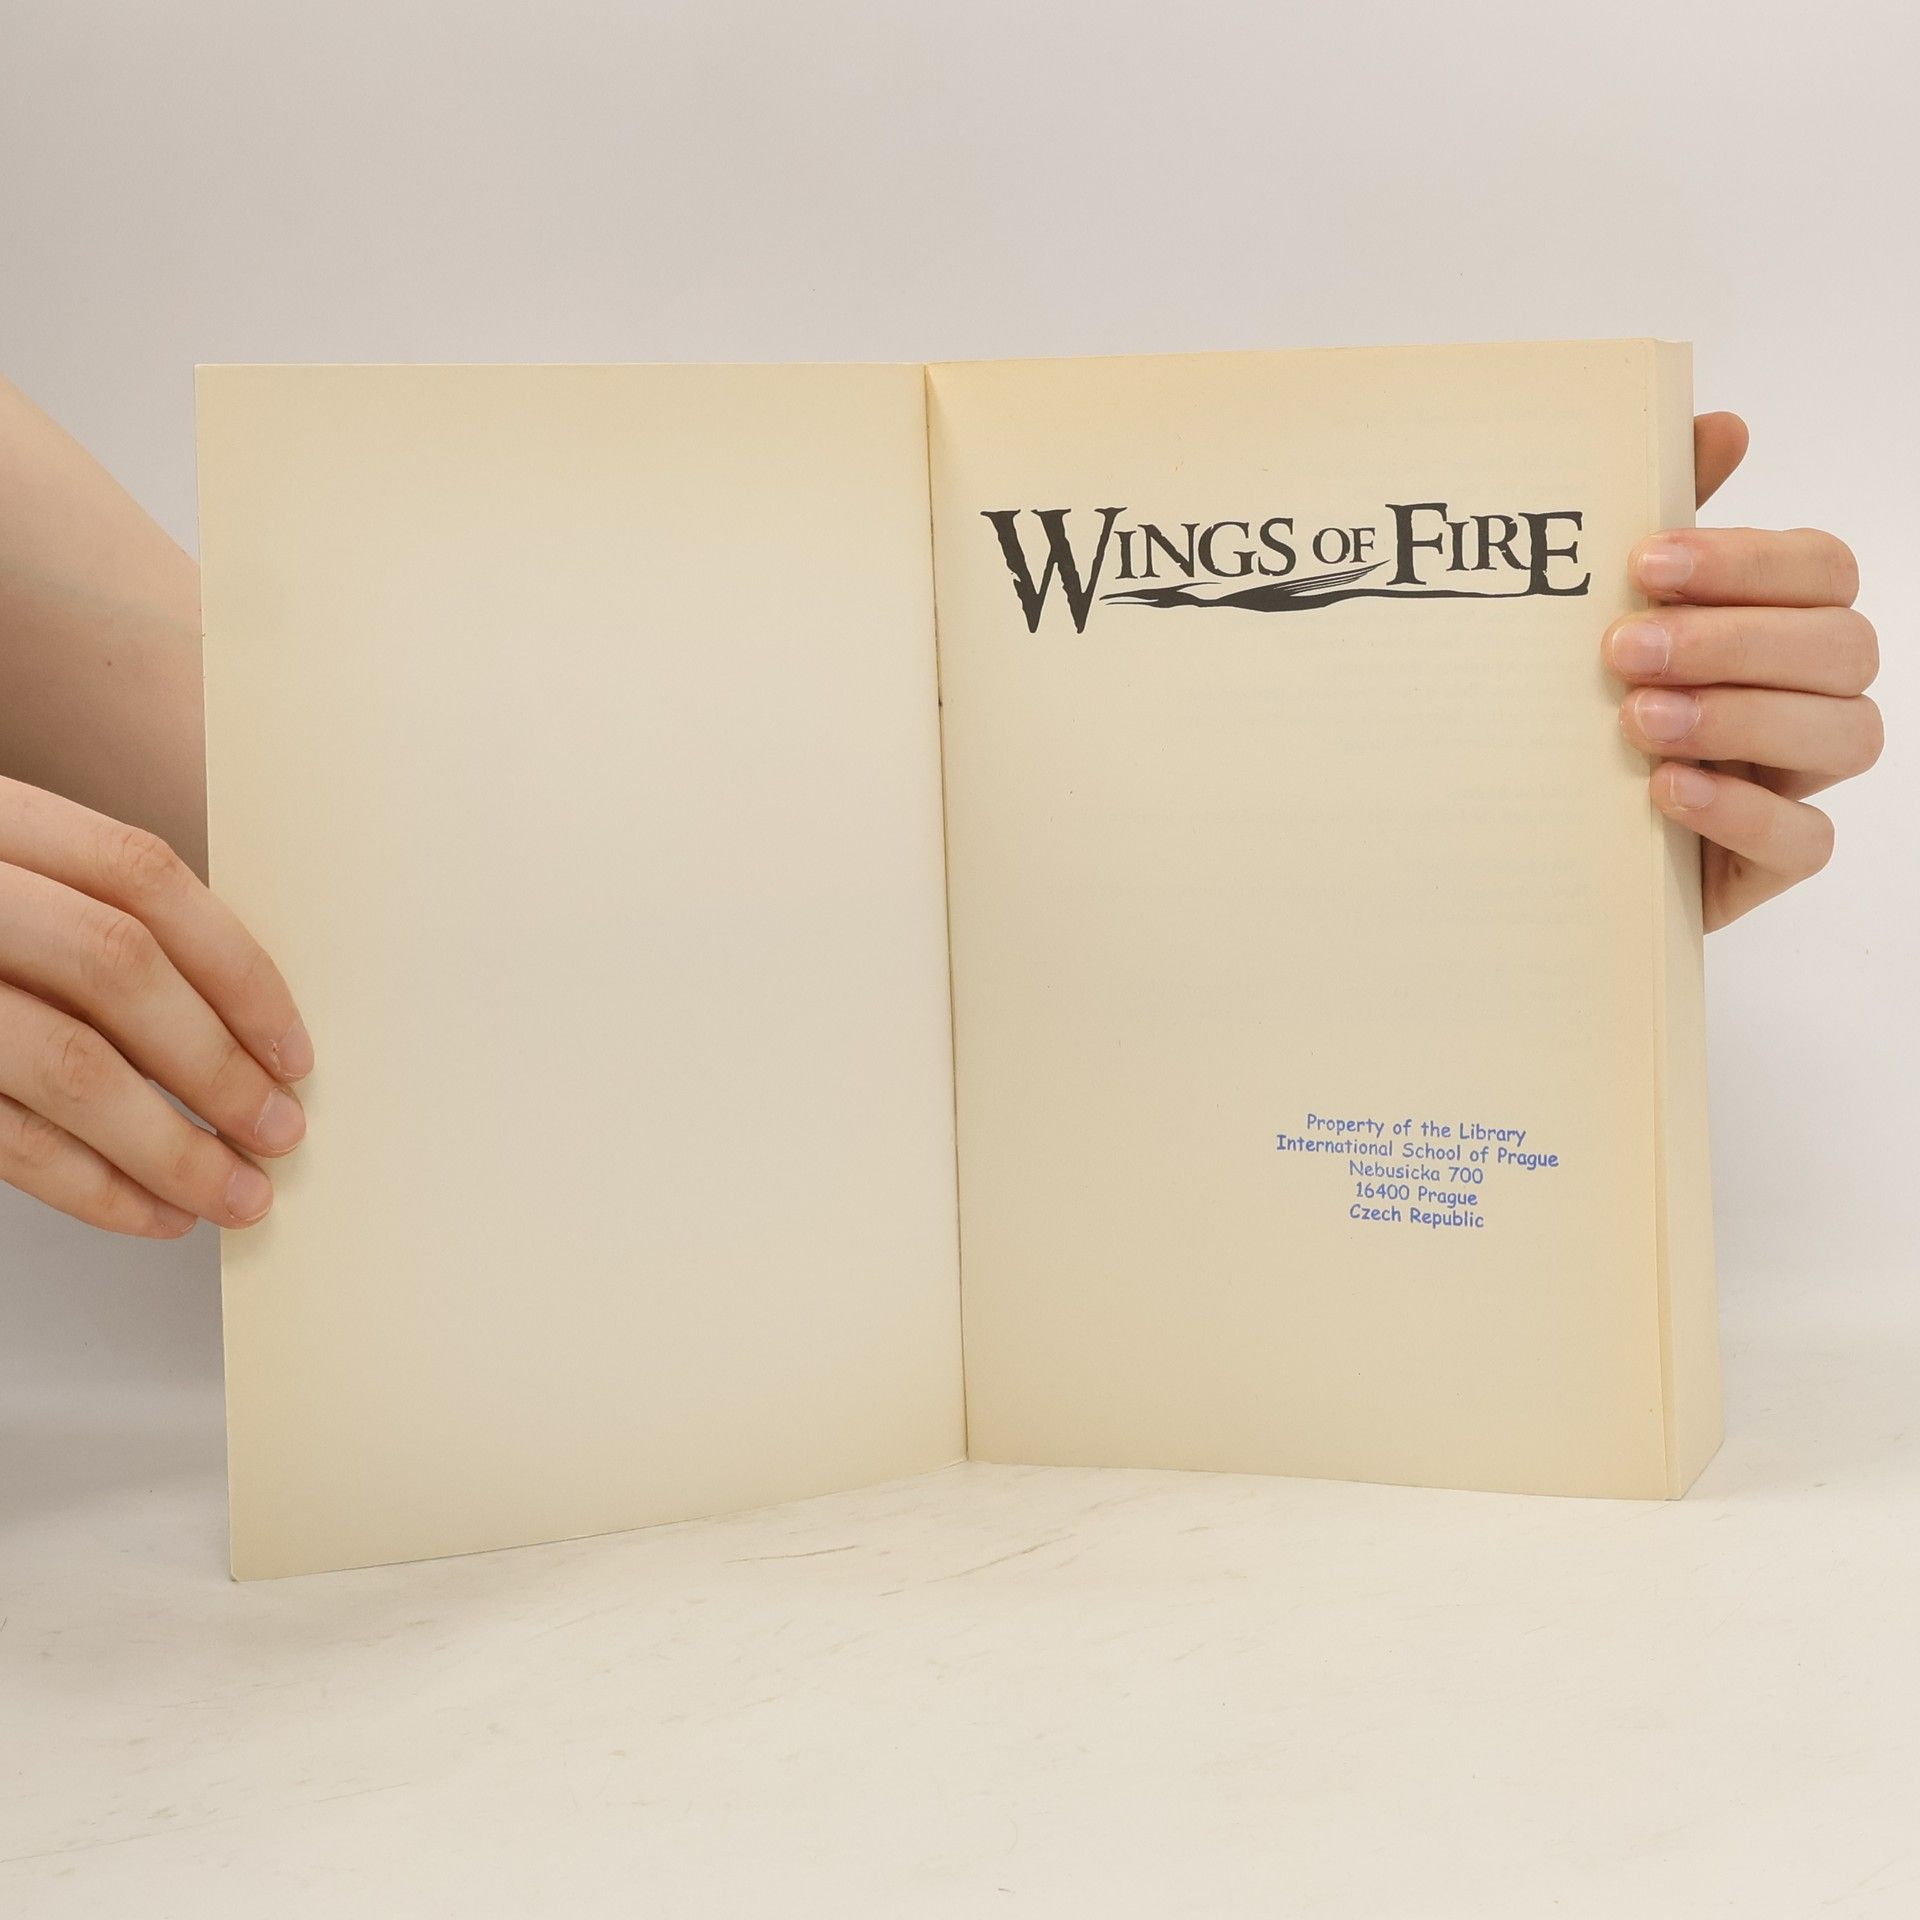 WINGS OF FIRE
Property of the Library
International School of Prague
Nebusicka 700
16400 Prague
Czech Republic